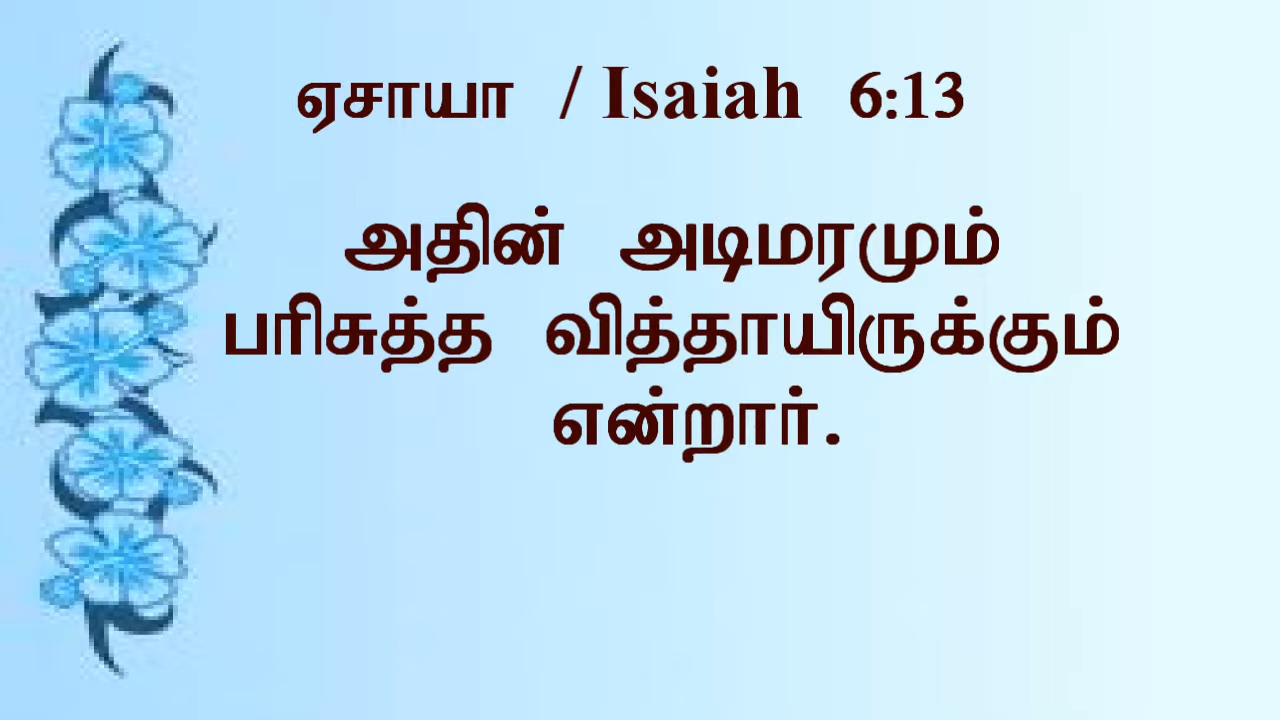 ஏசாயா / Isaiah 6:13
அதின் அடிமரமும்
பரிசுத்த வித்தாயிருக்கும்
என்றார்.